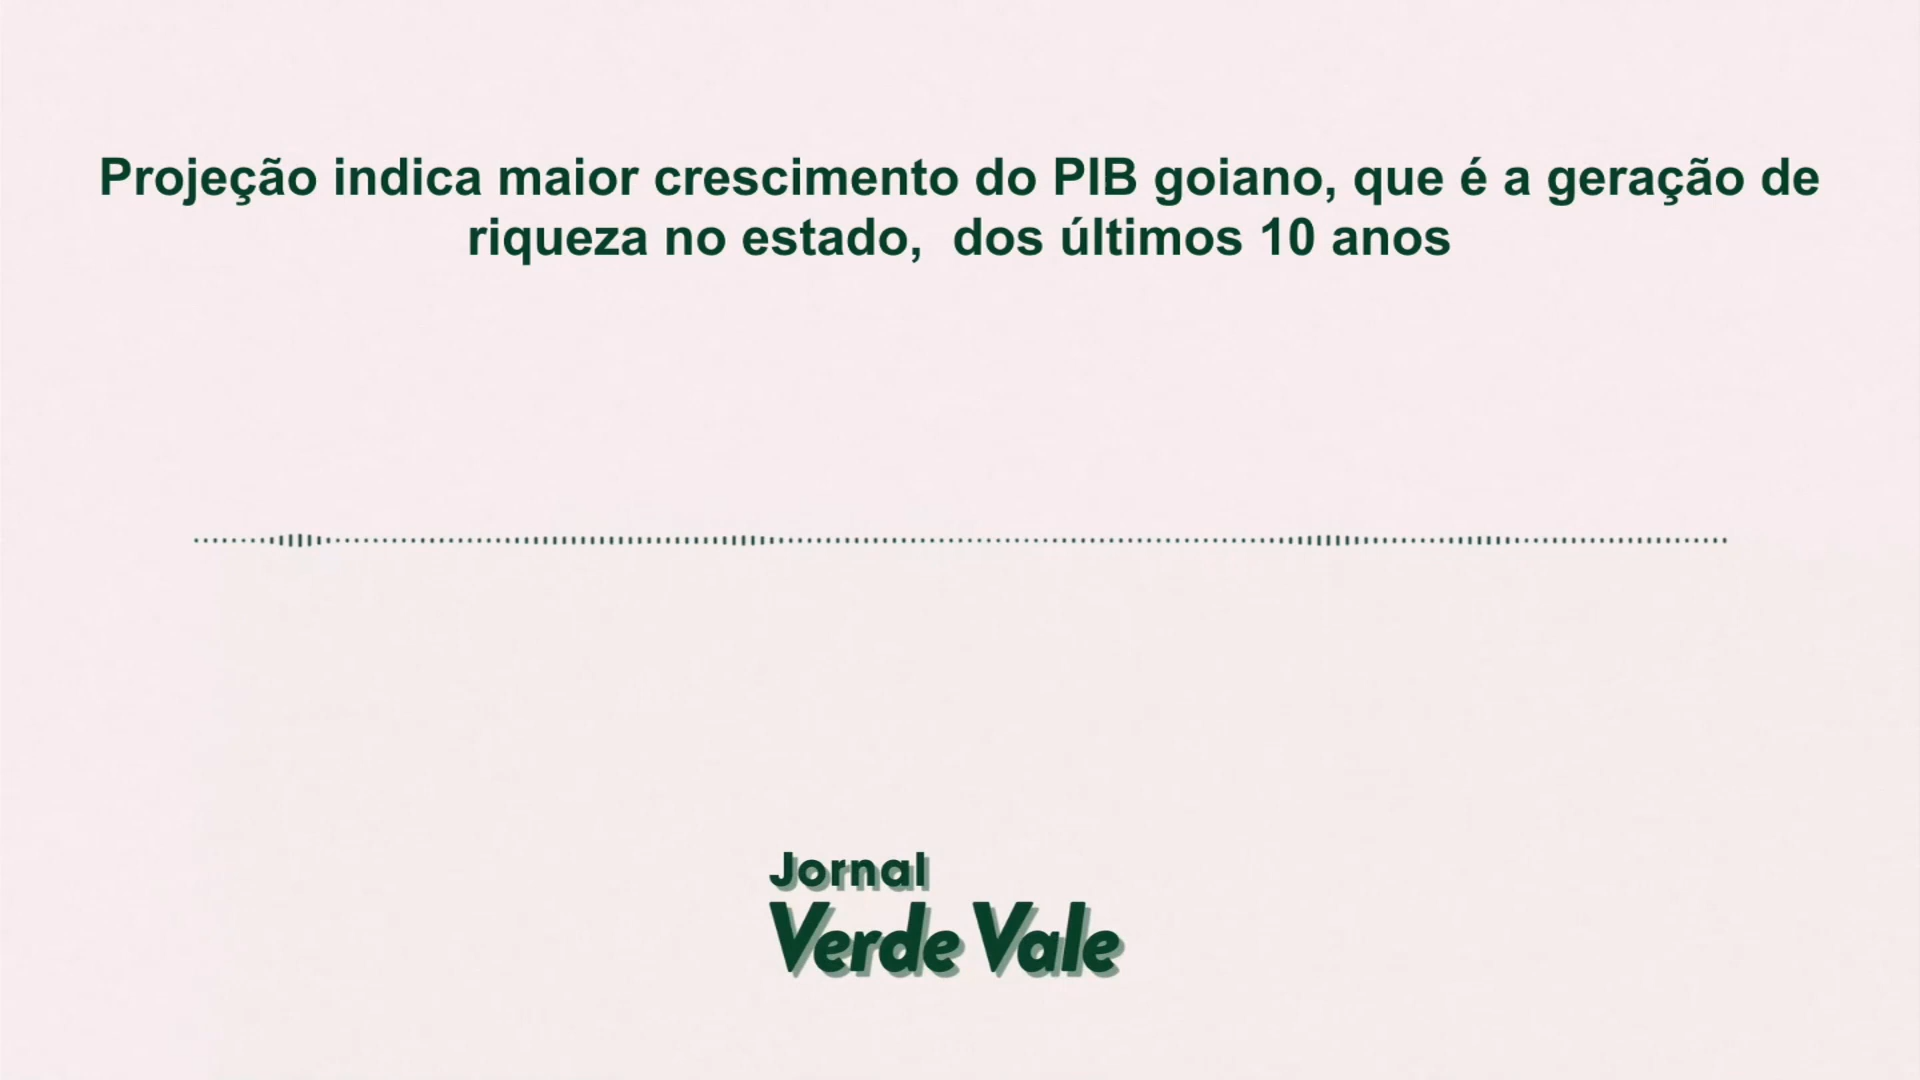 Projeção indica maior crescimento do PIB goiano, que é a geração de
riqueza no estado,  dos últimos 10 anos
Jornal
Verde Vale